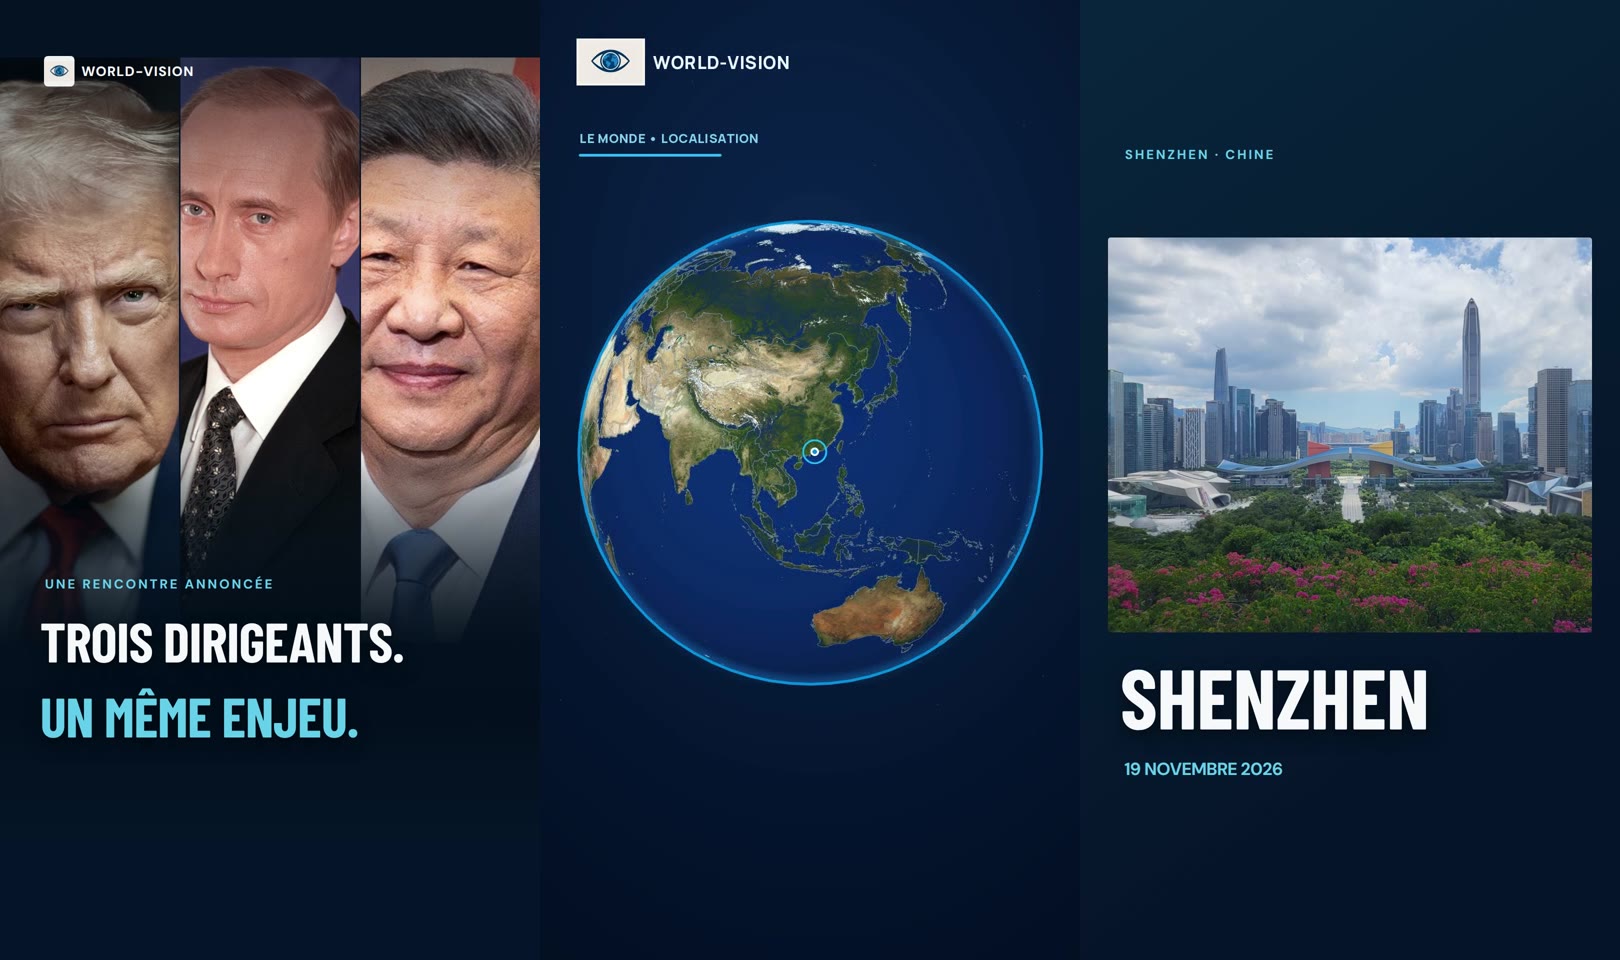 WORLD-VISION
UNE RENCONTRE ANNONCÉE
TROIS DIRIGEANTS.
UN MÊME ENJEU.
WORLD-VISION
LE MONDE • LOCALISATION
SHENZHEN · CHINE
SHENZHEN
19 NOVEMBRE 2026